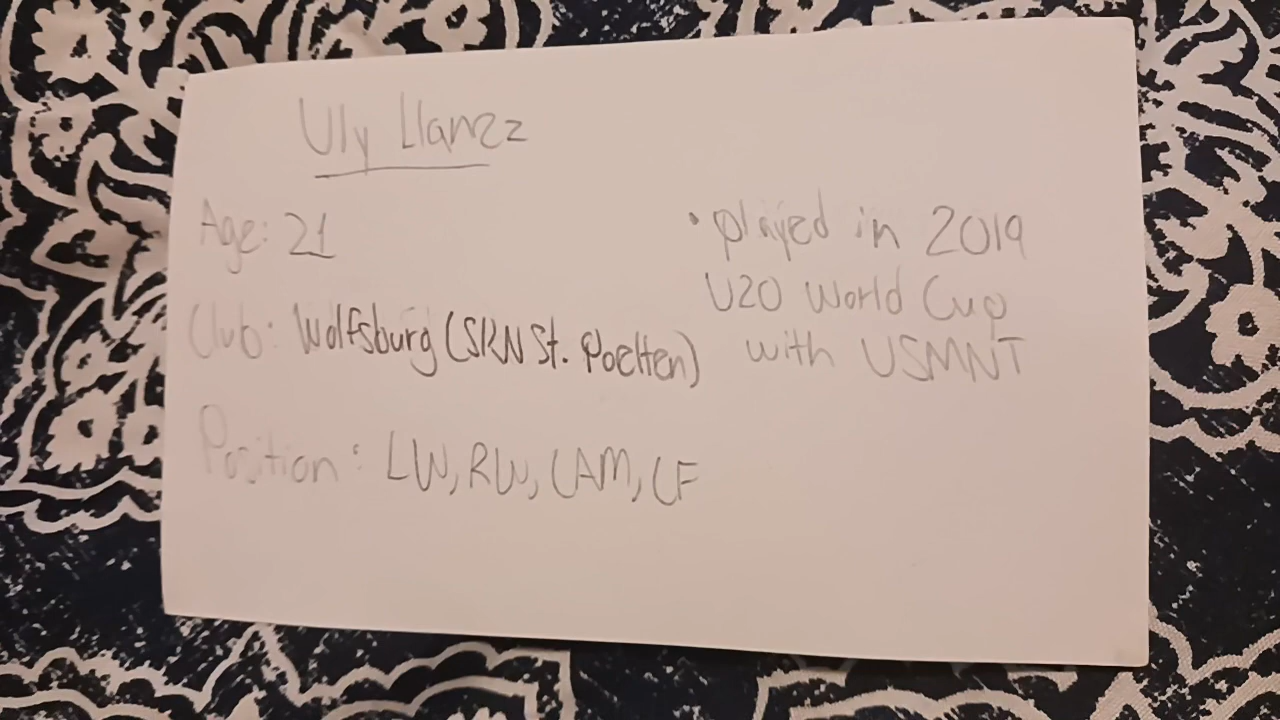 Uly Llanez
Age: 21
Club: Wolfsburg (SKN St. Poelten)
Position: LW, RW, CAM, CF
• played in 2019
U20 World Cup
with USMNT